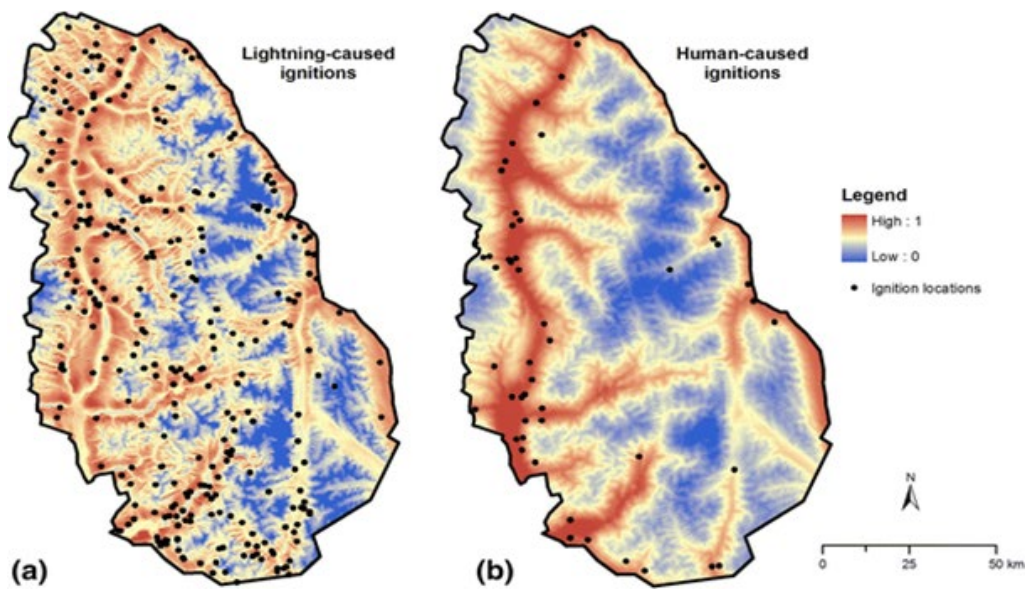 Lightning-caused
ignitions
Human-caused
ignitions
Legend
High : 1
Low : 0
Ignition locations
N
0 25 50 km
(a)
(b)